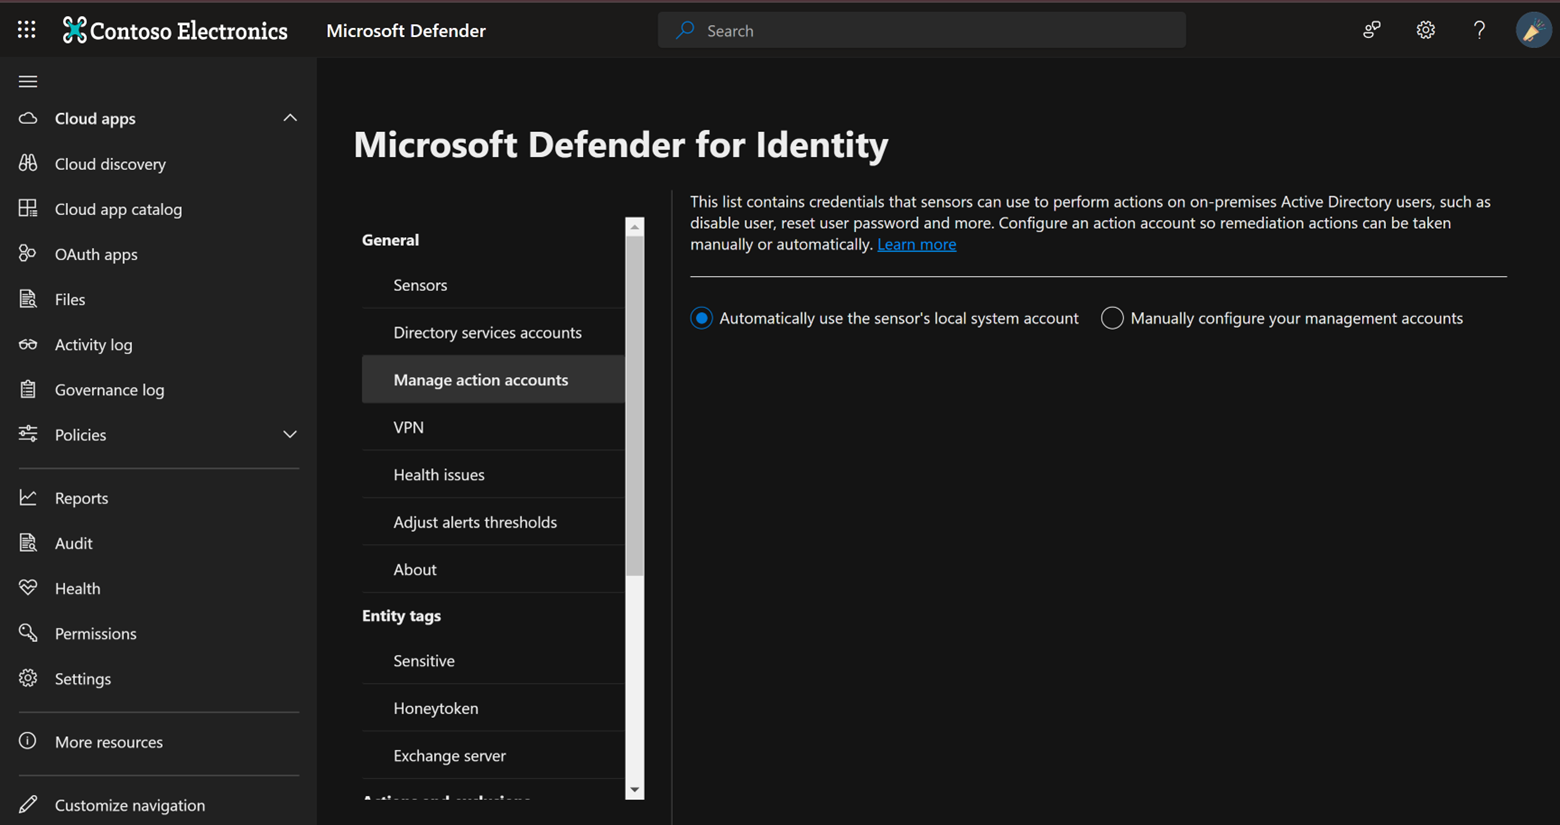 Contoso Electronics
Microsoft Defender
Search
Cloud apps
Cloud discovery
Cloud app catalog
OAuth apps
Files
Activity log
Governance log
Policies
Reports
Audit
Health
Permissions
Settings
More resources
Customize navigation
Microsoft Defender for Identity
General
Sensors
Directory services accounts
Manage action accounts
VPN
Health issues
Adjust alerts thresholds
About
Entity tags
Sensitive
Honeytoken
Exchange server
Actions and exclusions
This list contains credentials that sensors can use to perform actions on on-premises Active Directory users, such as
disable user, reset user password and more. Configure an action account so remediation actions can be taken
manually or automatically. Learn more
Automatically use the sensor's local system account
Manually configure your management accounts